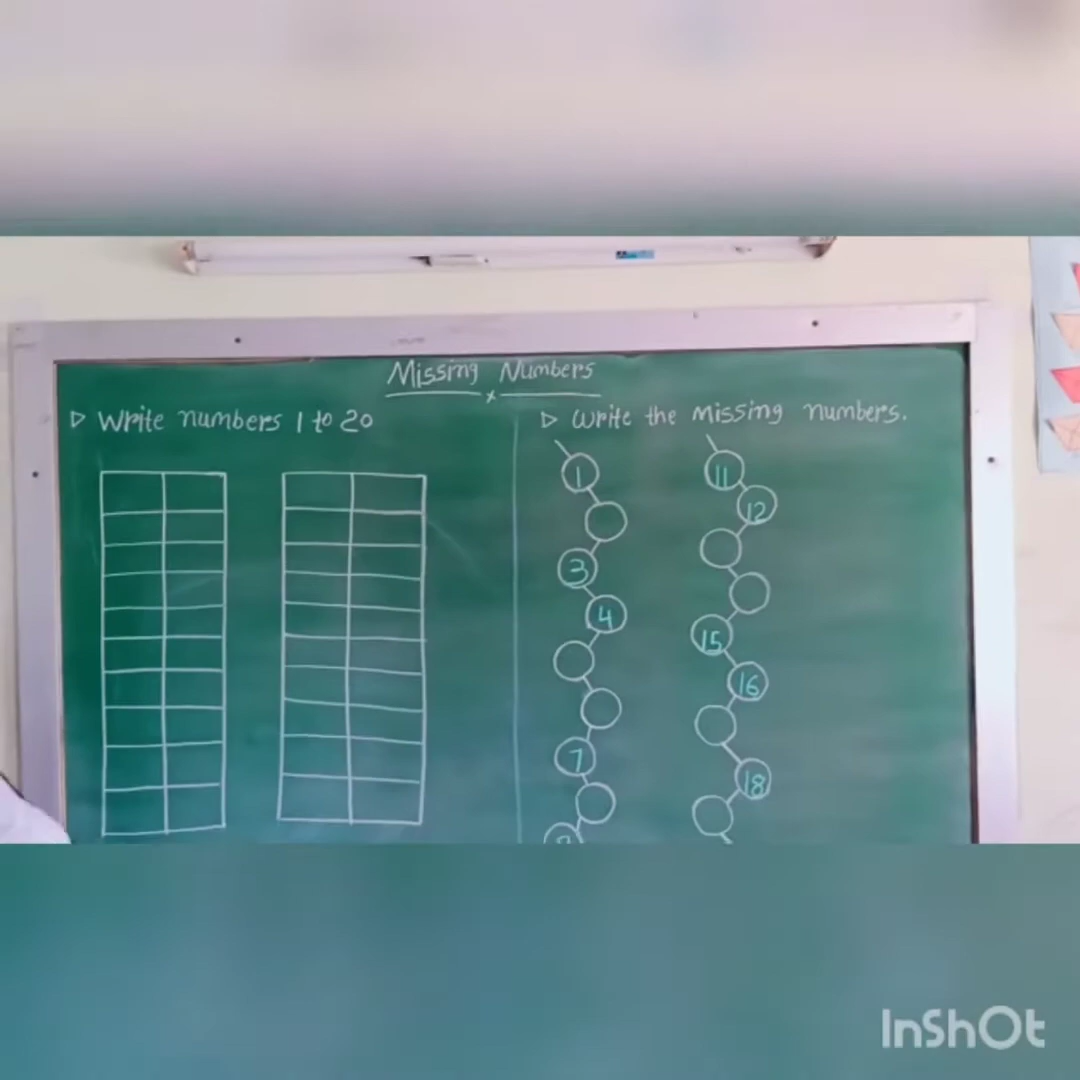 Missing Numbers
Write numbers 1 to 20
Write the Missing numbers.
1
3
4
7
11
12
15
16
18
InShOt